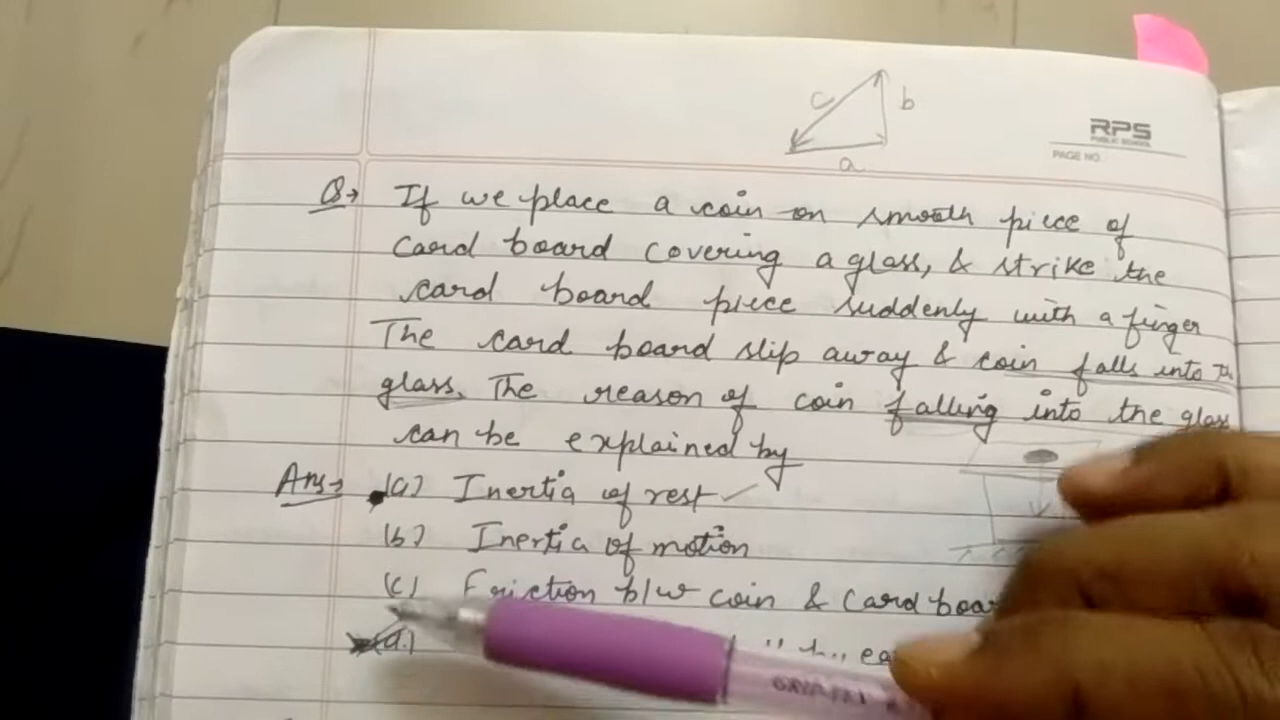 c
b
a
RPS
PUBLIC SCHOOL
PAGE NO.
Q→ If we place a coin on smooth piece of
card board covering a glass, & strike the
card board piece suddenly with a finger
The card board slip away & coin falls into the
glass. The reason of coin falling into the glass
can be explained by
Ans→ (a) Inertia of rest ✓
(b) Inertia of motion
(c) Friction b/w coin & Card boar
(d.)